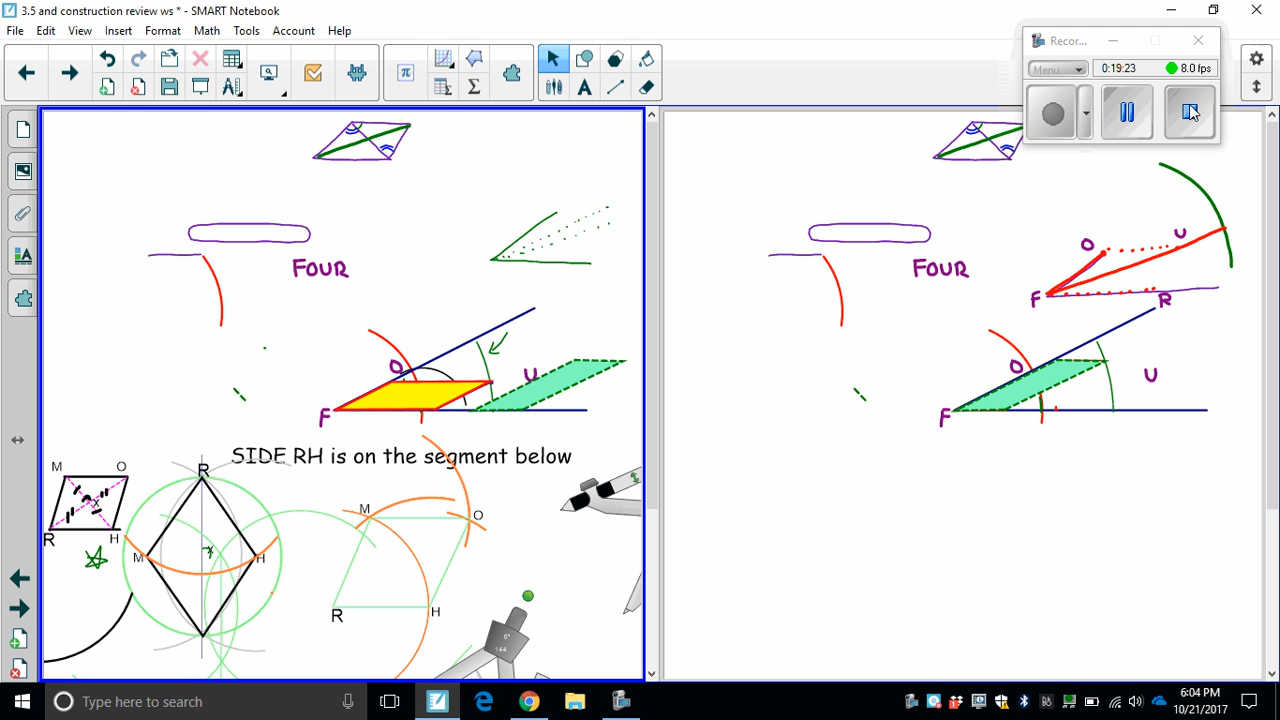 3.5 and construction review ws * - SMART Notebook
File Edit View Insert Format Math Tools Account Help
Recor...
Menu 0:19:23 8.0 fps
FOUR
FOUR
O U
F R
O U
F
O U
F
SIDE RH is on the segment below
M O
R H
R
M H
M O
R H
0°
144
Type here to search
6:04 PM
10/21/2017